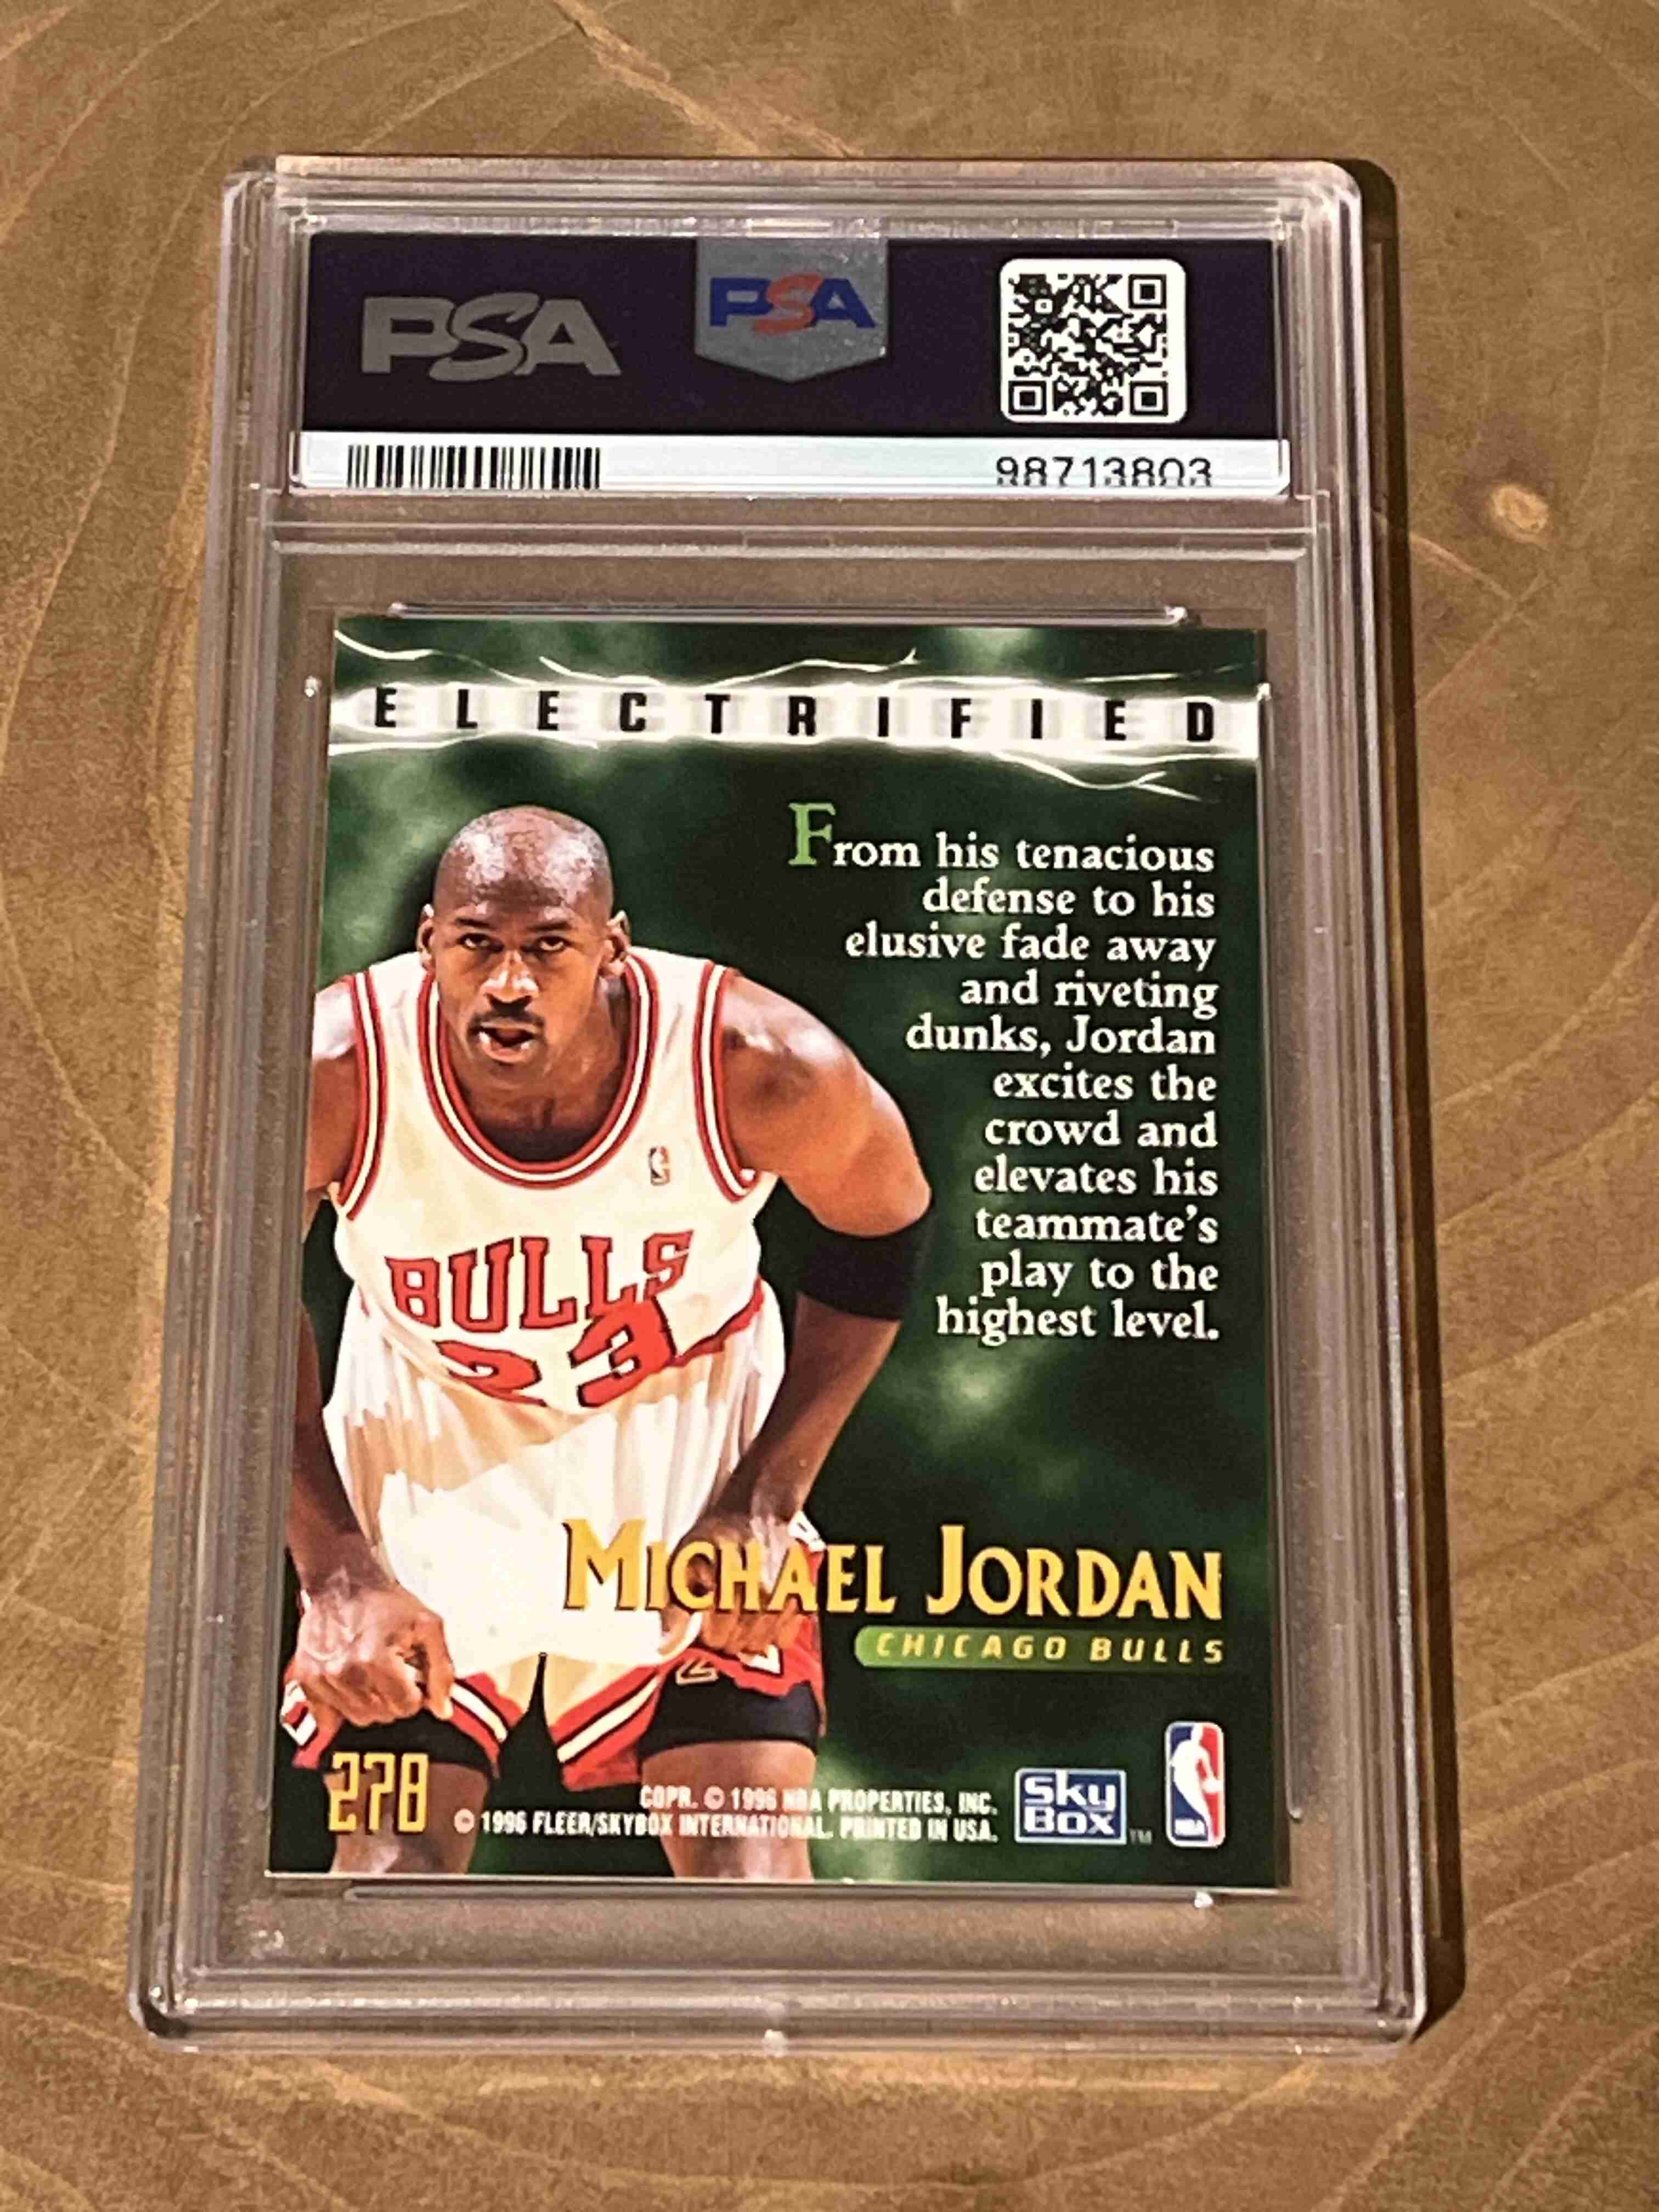 PSA
PSA
98713803
ELECTRIFIED
From his tenacious
defense to his
elusive fade away
and riveting
dunks, Jordan
excites the
crowd and
elevates his
teammate's
play to the
highest level.
BULLS
23
MICHAEL JORDAN
CHICAGO BULLS
278
COPR. © 1996 NBA PROPERTIES, INC.
© 1996 FLEER/SKYBOX INTERNATIONAL. PRINTED IN USA.
SkyBox™
NBA